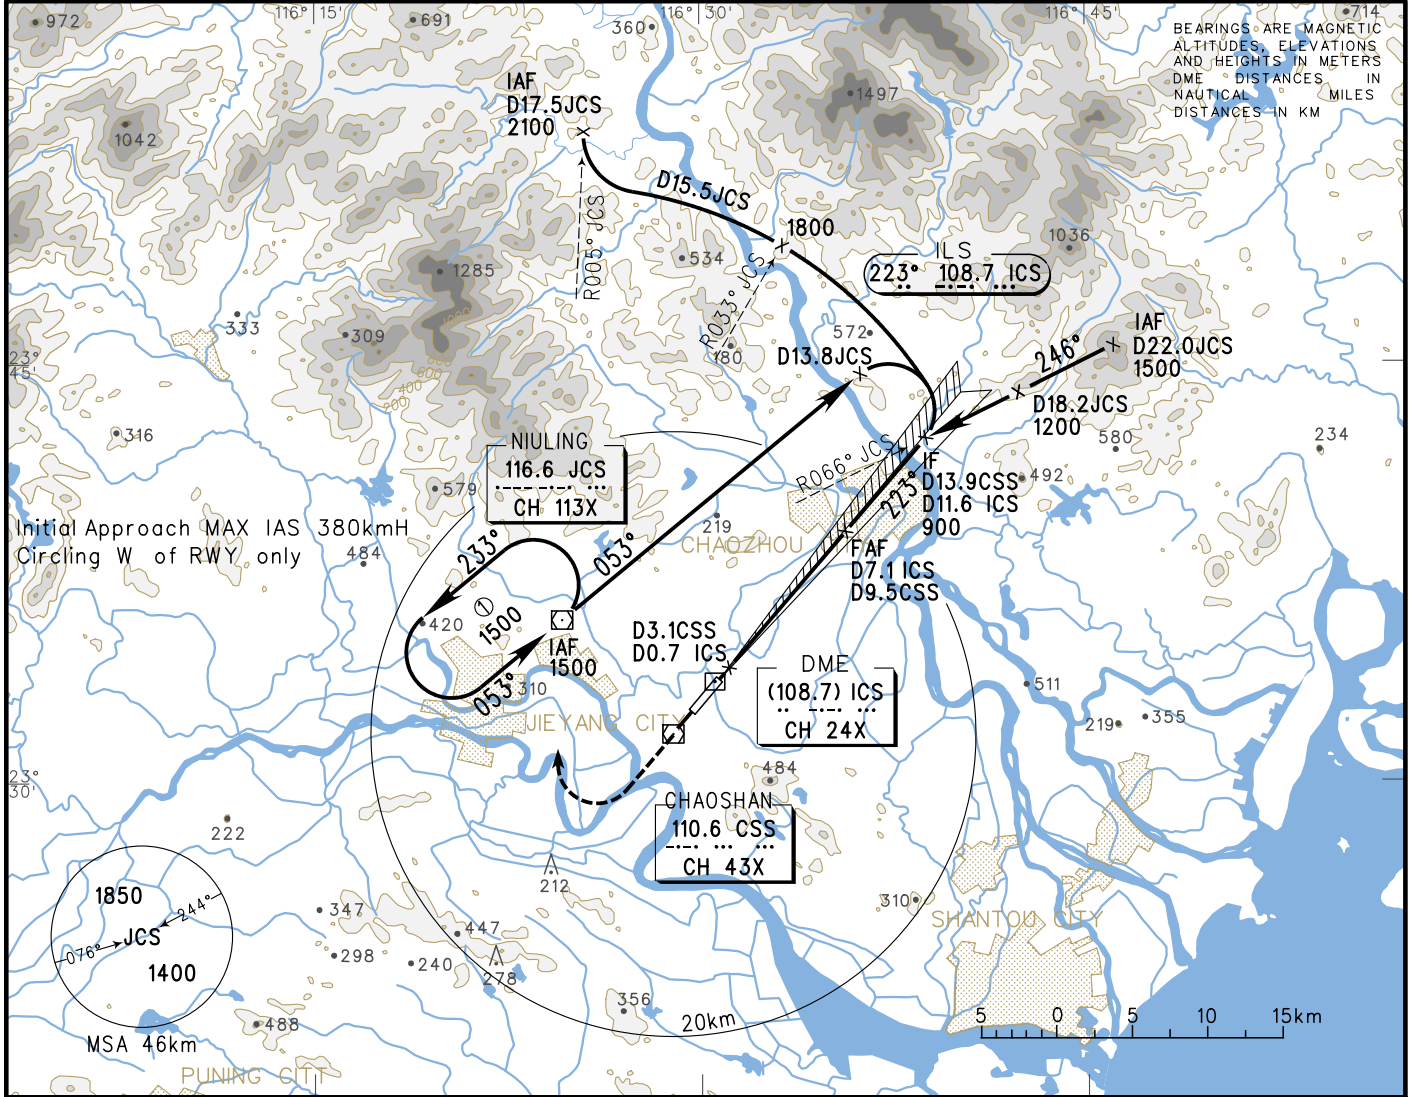 116° 15'
116° 30'
116° 45'
972
691
360
714
BEARINGS ARE MAGNETIC
ALTITUDES, ELEVATIONS
AND HEIGHTS IN METERS
DME DISTANCES IN
NAUTICAL MILES
DISTANCES IN KM
IAF
D17.5JCS
2100
1497
1042
D15.5JCS
R005° JCS
1800
1036
534
ILS
223° 108.7 ICS
1285
R033° JCS
333
309
572
180
D13.8JCS
IAF
D22.0JCS
1500
246°
23°
45'
600
400
200
D18.2JCS
1200
316
580
234
NIULING
116.6 JCS
CH 113X
R066° JCS
IF
D13.9CSS
D11.6 ICS
900
492
579
223°
219
CHAOZHOU
Initial Approach MAX IAS 380kmH
Circling W of RWY only
484
233°
053°
FAF
D7.1 ICS
D9.5CSS
1
1500
420
IAF
1500
D3.1CSS
D0.7 ICS
053°
310
DME
(108.7) ICS
CH 24X
511
JIEYANG CITY
219
355
23°
30'
484
CHAOSHAN
110.6 CSS
CH 43X
222
212
1850
244°
JCS
076°
1400
347
447
310
SHANTOU CITY
298
240
278
356
488
20km
5 0 5 10 15km
MSA 46km
PUNING CITY